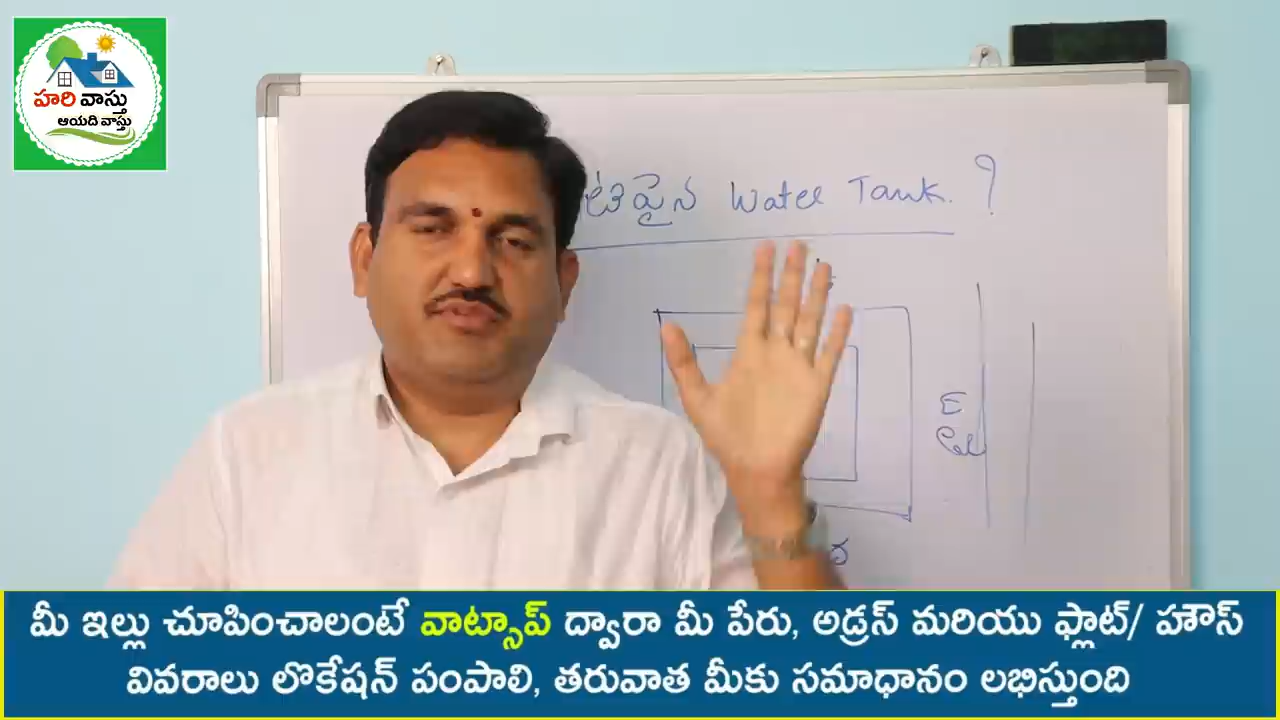 హరి వాస్తు
ఆయది వాస్తు
పైన Water Tank. ?
E
మీ ఇల్లు చూపించాలంటే వాట్సాప్ ద్వారా మీ పేరు, అడ్రస్ మరియు ఫ్లాట్/ హౌస్
వివరాలు లొకేషన్ పంపాలి, తరువాత మీకు సమాధానం లభిస్తుంది